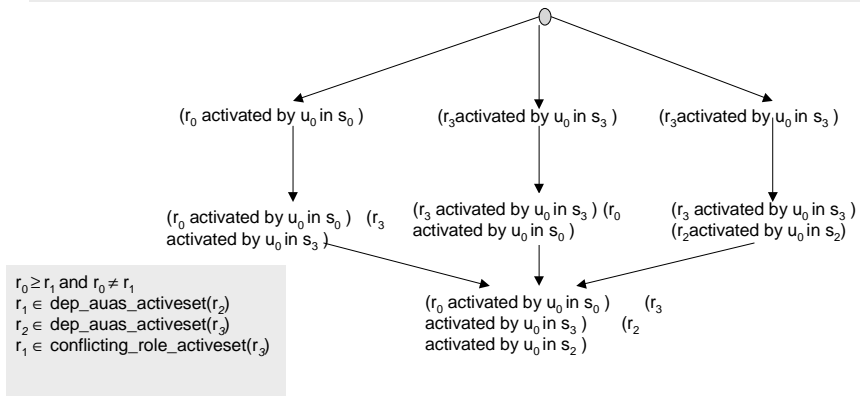 (r₀ activated by u₀ in s₀ )
(r₃activated by u₀ in s₃ )
(r₃activated by u₀ in s₃ )
(r₀ activated by u₀ in s₀ ) (r₃
activated by u₀ in s₃ )
(r₃ activated by u₀ in s₃ ) (r₀
activated by u₀ in s₀ )
(r₃ activated by u₀ in s₃ )
(r₂activated by u₀ in s₂)
r₀ ≥ r₁ and r₀ ≠ r₁
r₁ ∈ dep_auas_activeset(r₂)
r₂ ∈ dep_auas_activeset(r₃)
r₁ ∈ conflicting_role_activeset(r₃)
(r₀ activated by u₀ in s₀ ) (r₃
activated by u₀ in s₃ ) (r₂
activated by u₀ in s₂ )